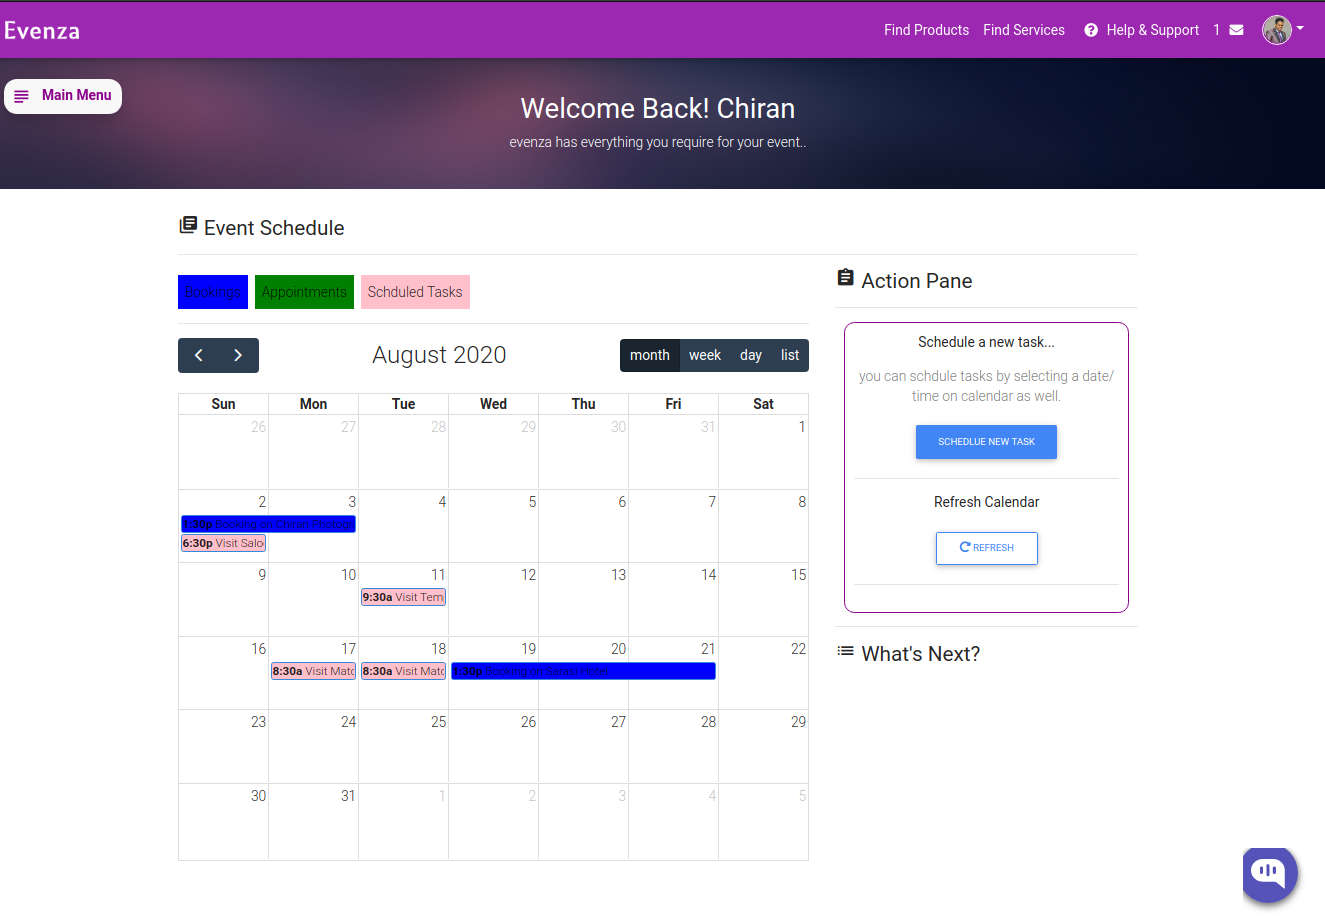 Evenza
Find Products Find Services Help & Support 1
Main Menu
Welcome Back! Chiran
evenza has everything you require for your event..
Event Schedule
Bookings Appointments Schduled Tasks
August 2020
month week day list
Sun Mon Tue Wed Thu Fri Sat
26 27 28 29 30 31 1
2 3 4 5 6 7 8
1:30p Booking on Chiran Photog
6:30p Visit Salo
9 10 11 12 13 14 15
9:30a Visit Tem
16 17 18 19 20 21 22
8:30a Visit Matc 8:30a Visit Matc 1:30p Booking on Hotel
23 24 25 26 27 28 29
30 31 1 2 3 4 5
Action Pane
Schedule a new task...
you can schdule tasks by selecting a date/
time on calendar as well.
SCHEDLUE NEW TASK
Refresh Calendar
REFRESH
What's Next?